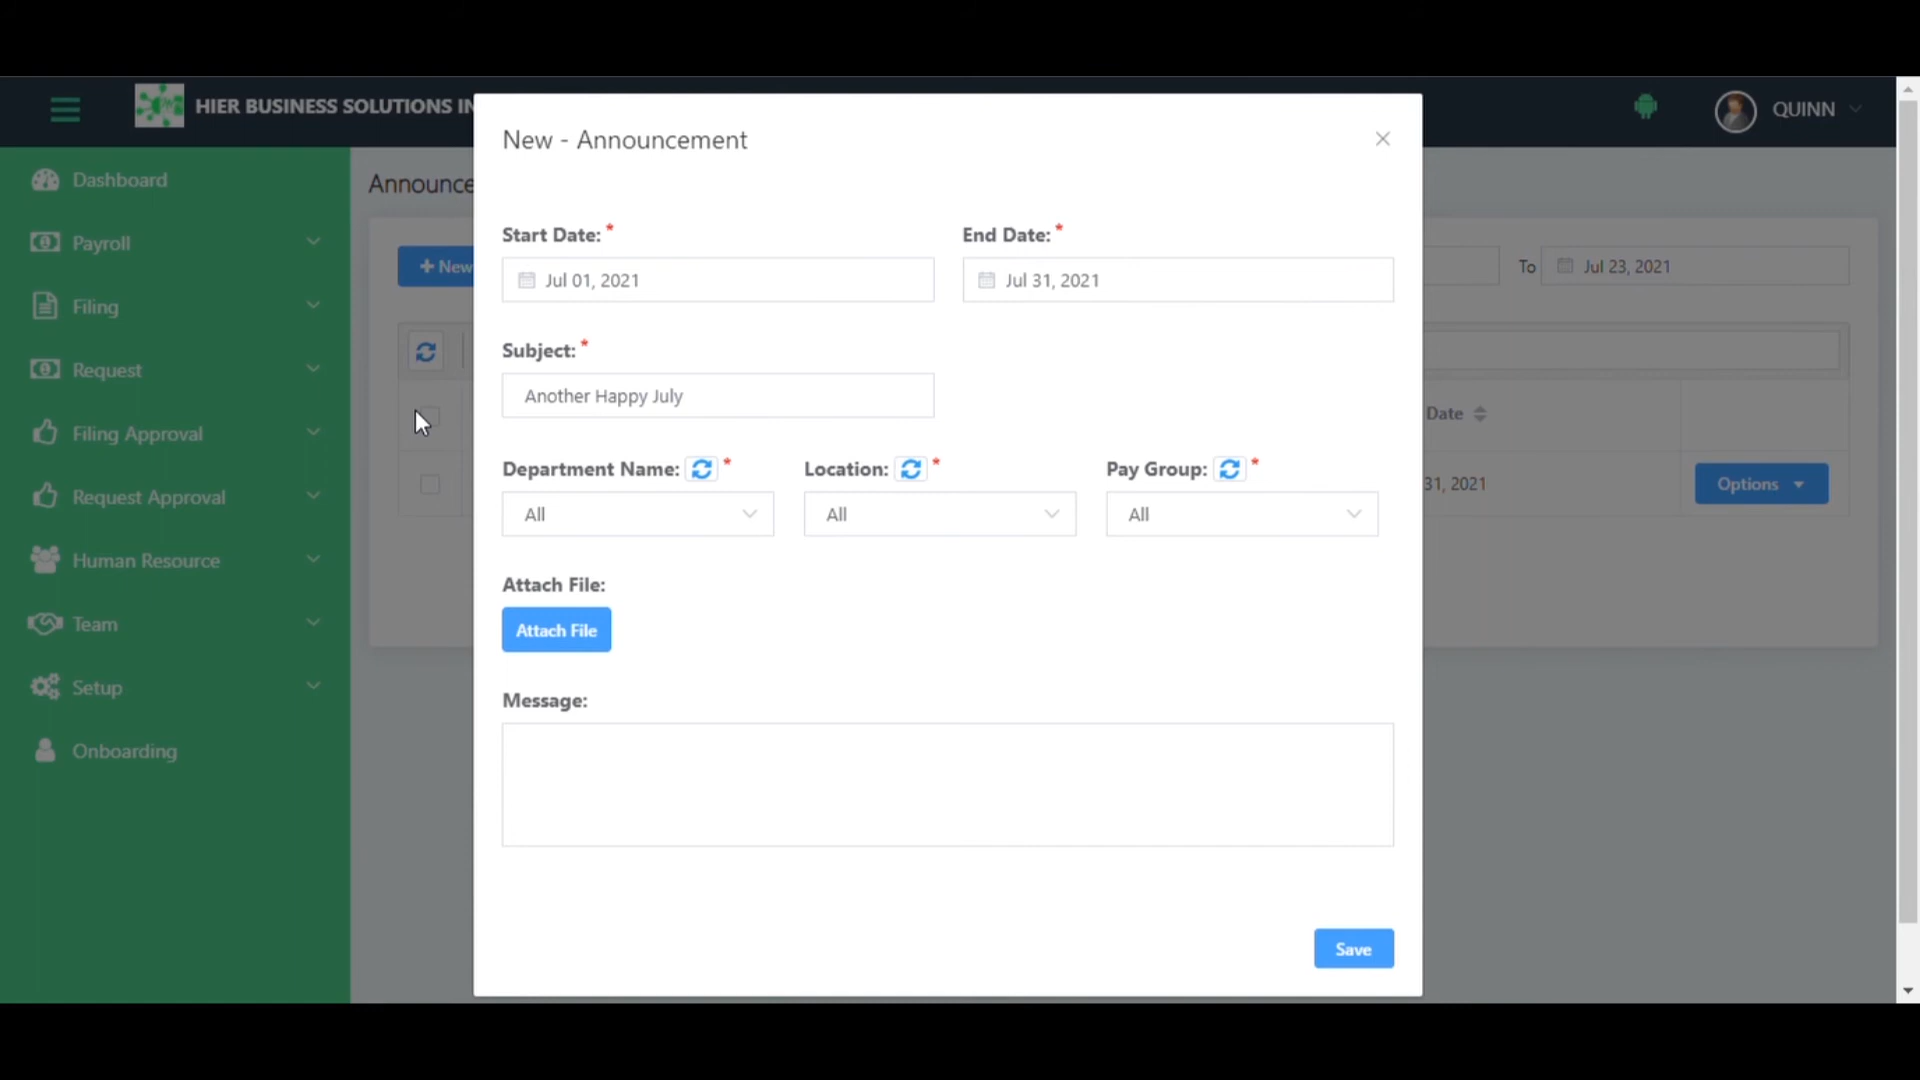 HIER BUSINESS SOLUTIONS IN
QUINN
Dashboard
Payroll
Filing
Request
Filing Approval
Request Approval
Human Resource
Team
Setup
Onboarding
Announce
+ New
To Jul 23, 2021
Date
31, 2021
Options
New - Announcement
Start Date: * End Date: *
Jul 01, 2021 Jul 31, 2021
Subject: *
Another Happy July
Department Name: * Location: * Pay Group: *
All All All
Attach File:
Attach File
Message:
Save